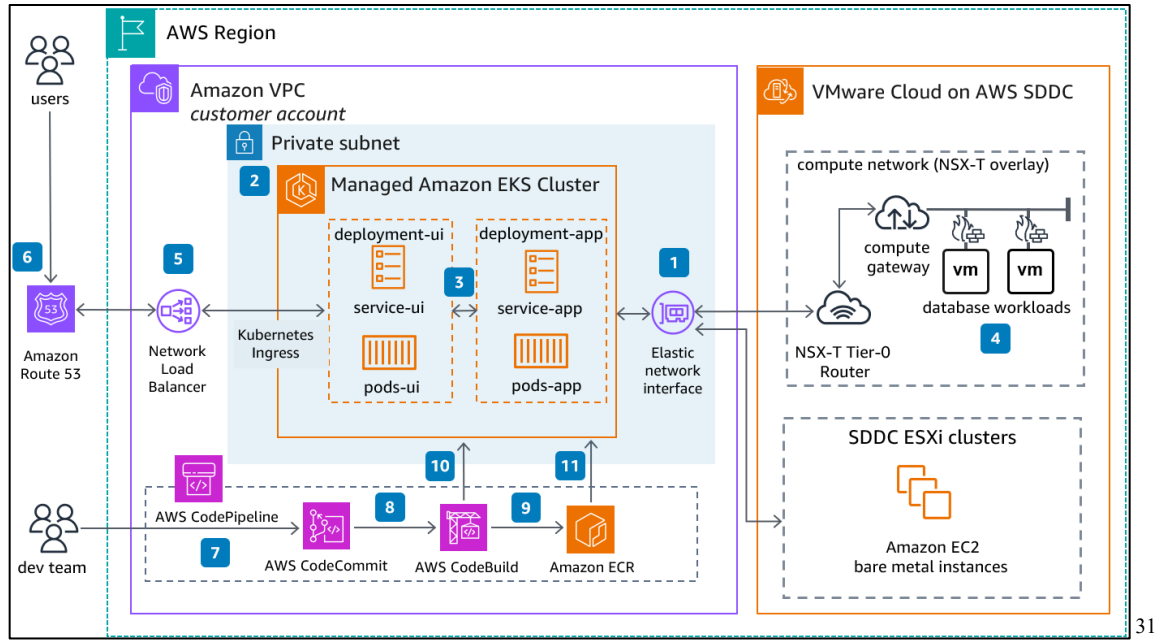 AWS Region
users
Amazon VPC
customer account
VMware Cloud on AWS SDDC
Private subnet
2
Managed Amazon EKS Cluster
compute network (NSX-T overlay)
deployment-ui
deployment-app
compute
gateway
vm
vm
6
5
3
1
53
service-ui
service-app
database workloads
4
Kubernetes
Ingress
Amazon
Route 53
Network
Load
Balancer
pods-ui
pods-app
Elastic
network
interface
NSX-T Tier-0
Router
SDDC ESXi clusters
10
11
AWS CodePipeline
8
9
7
dev team
AWS CodeCommit
AWS CodeBuild
Amazon ECR
Amazon EC2
bare metal instances
31